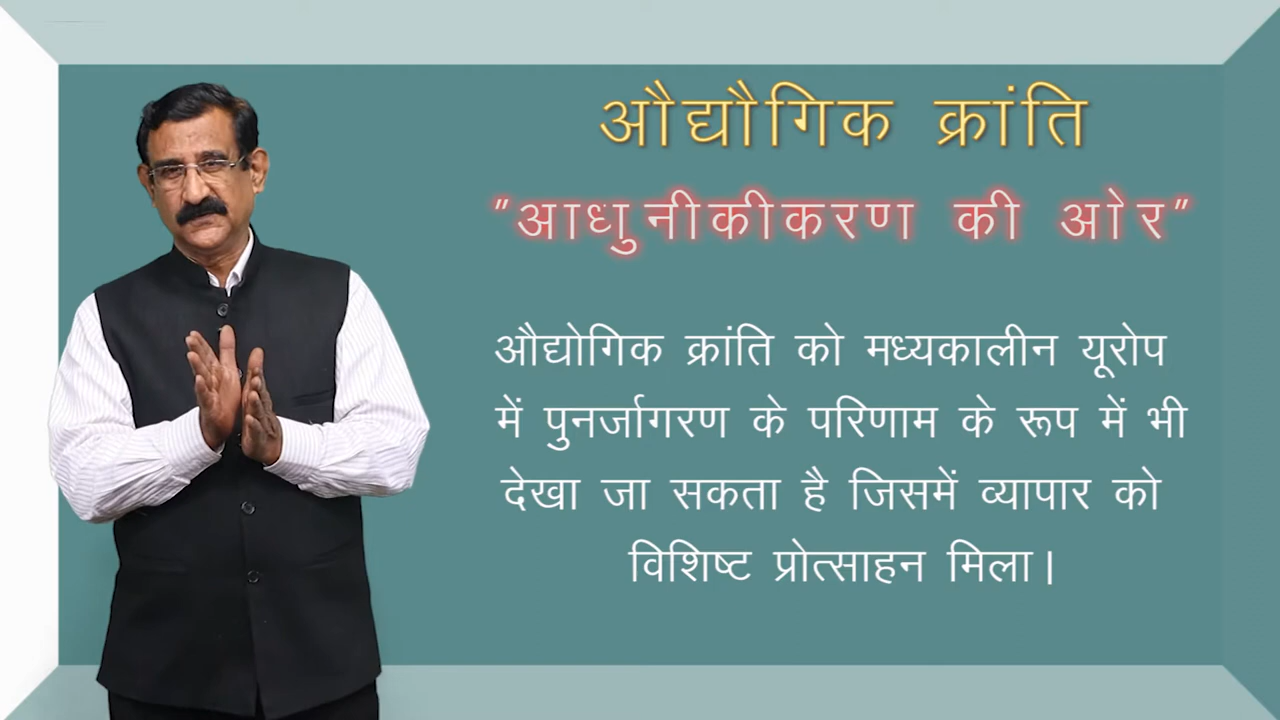 औद्यौगिक क्रांति
"आधुनीकीकरण की ओर"
औद्योगिक क्रांति को मध्यकालीन यूरोप
में पुनर्जागरण के परिणाम के रूप में भी
देखा जा सकता है जिसमें व्यापार को
विशिष्ट प्रोत्साहन मिला।